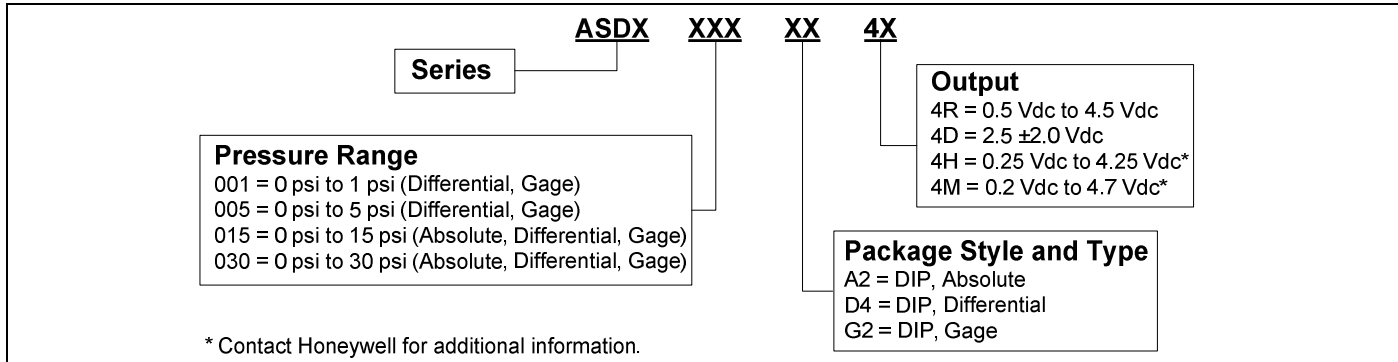 ASDX XXX XX 4X
Series
Output
4R = 0.5 Vdc to 4.5 Vdc
4D = 2.5 ±2.0 Vdc
4H = 0.25 Vdc to 4.25 Vdc*
4M = 0.2 Vdc to 4.7 Vdc*
Pressure Range
001 = 0 psi to 1 psi (Differential, Gage)
005 = 0 psi to 5 psi (Differential, Gage)
015 = 0 psi to 15 psi (Absolute, Differential, Gage)
030 = 0 psi to 30 psi (Absolute, Differential, Gage)
Package Style and Type
A2 = DIP, Absolute
D4 = DIP, Differential
G2 = DIP, Gage
* Contact Honeywell for additional information.